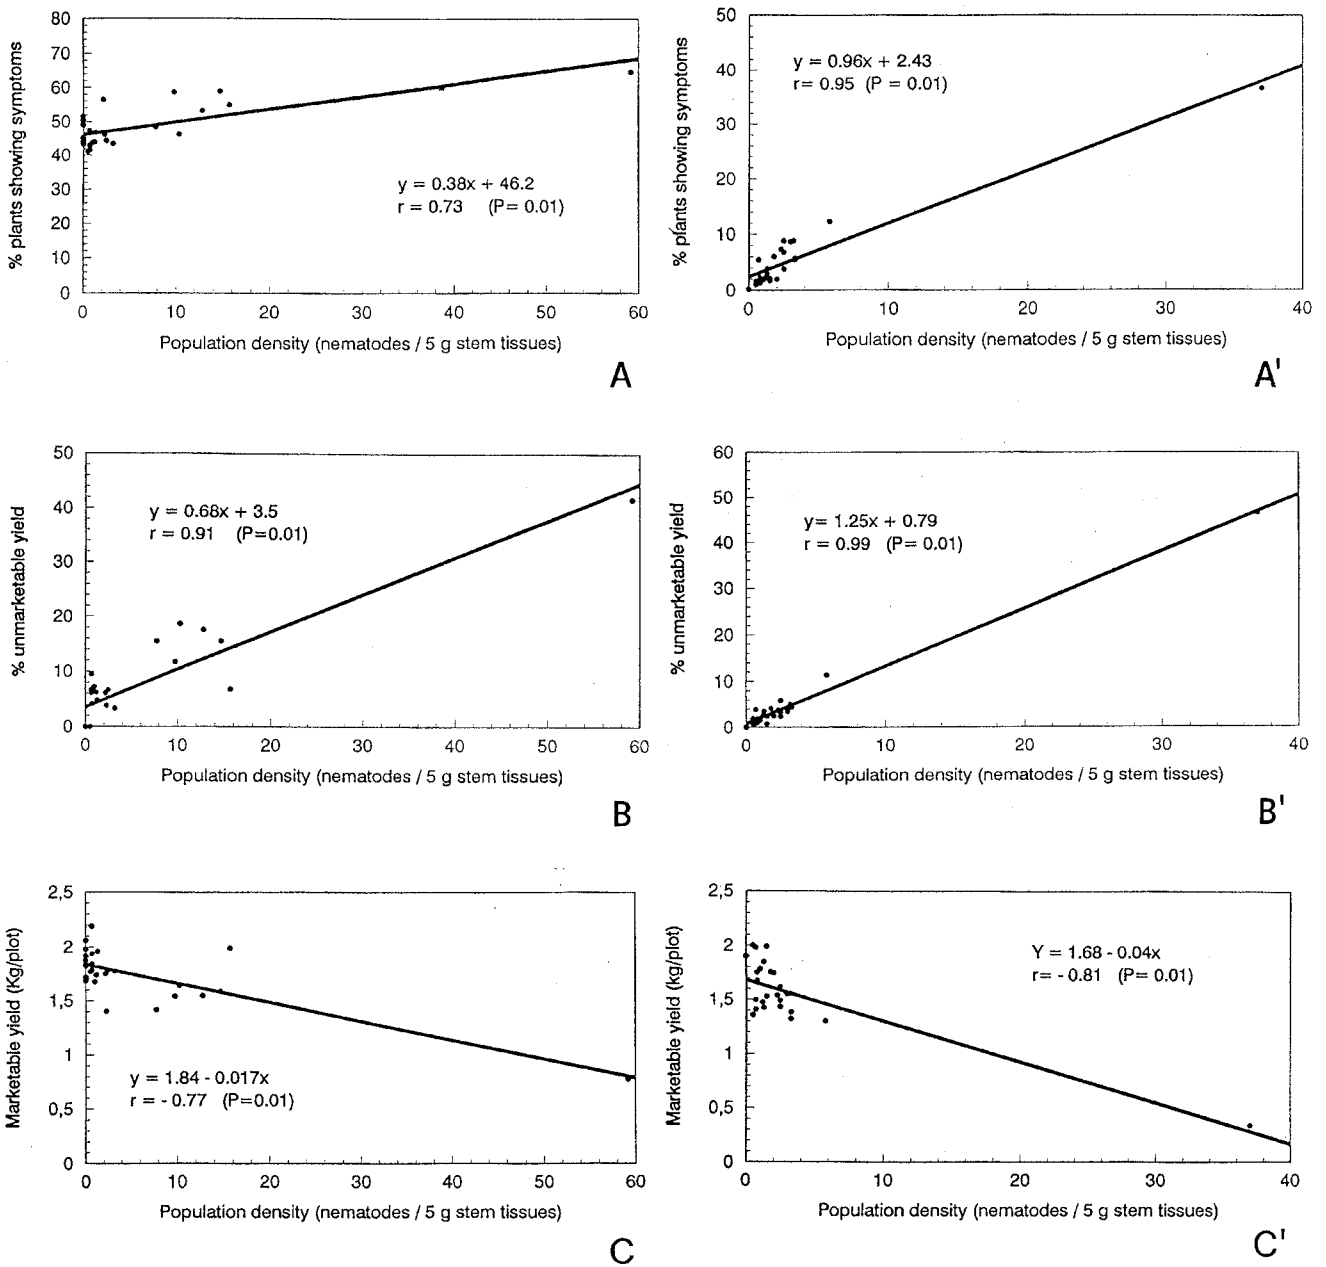 80
70
60
50
40
30
20
10
0
% plants showing symptoms
y = 0.38x + 46.2
r = 0.73 (P= 0.01)
0 10 20 30 40 50 60
Population density (nematodes / 5 g stem tissues)
A
50
40
30
20
10
0
% plants showing symptoms
y = 0.96x + 2.43
r= 0.95 (P = 0.01)
0 10 20 30 40
Population density (nematodes / 5 g stem tissues)
A'
50
40
30
20
10
0
% unmarketable yield
y = 0.68x + 3.5
r = 0.91 (P=0.01)
0 10 20 30 40 50 60
Population density (nematodes / 5 g stem tissues)
B
60
50
40
30
20
10
0
% unmarketable yield
y= 1.25x + 0.79
r = 0.99 (P= 0.01)
0 10 20 30 40
Population density (nematodes / 5 g stem tissues)
B'
2,5
2
1,5
1
0,5
0
Marketable yield (Kg/plot)
y = 1.84 - 0.017x
r = - 0.77 (P=0.01)
0 10 20 30 40 50 60
Population density (nematodes / 5 g stem tissues)
C
2,5
2
1,5
1
0,5
0
Marketable yield (kg/plot)
Y = 1.68 - 0.04x
r= - 0.81 (P= 0.01)
0 10 20 30 40
Population density (nematodes / 5 g stem tissues)
C'